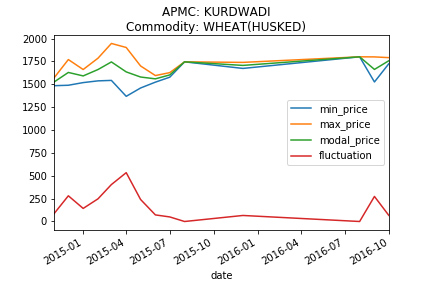 APMC: KURDWADI
Commodity: WHEAT(HUSKED)
2000
1750
1500
1250
1000
750
500
250
0
min_price
max_price
modal_price
fluctuation
2015-01
2015-04
2015-07
2015-10
2016-01
2016-04
2016-07
2016-10
date